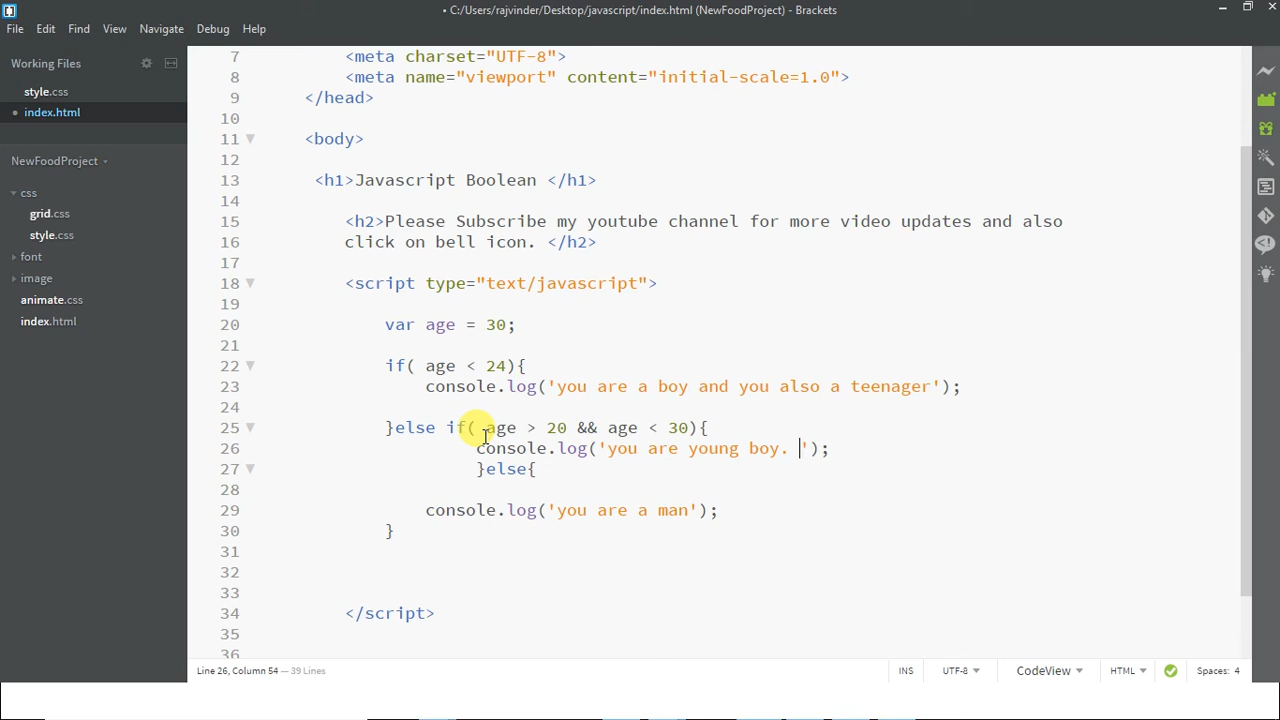 • C:/Users/rajvinder/Desktop/javascript/index.html (NewFoodProject) - Brackets
File Edit Find View Navigate Debug Help
Working Files
style.css
• index.html
NewFoodProject
css
grid.css
style.css
font
image
animate.css
index.html
7 <meta charset="UTF-8">
8 <meta name="viewport" content="initial-scale=1.0">
9 </head>
10
11 <body>
12
13 <h1>Javascript Boolean </h1>
14
15 <h2>Please Subscribe my youtube channel for more video updates and also
16 click on bell icon. </h2>
17
18 <script type="text/javascript">
19
20 var age = 30;
21
22 if( age < 24){
23 console.log('you are a boy and you also a teenager');
24
25 }else if( age > 20 && age < 30){
26 console.log('you are young boy. ');
27 }else{
28
29 console.log('you are a man');
30 }
31
32
33
34 </script>
35
36
Line 26, Column 54 — 39 Lines
INS UTF-8 CodeView HTML Spaces: 4